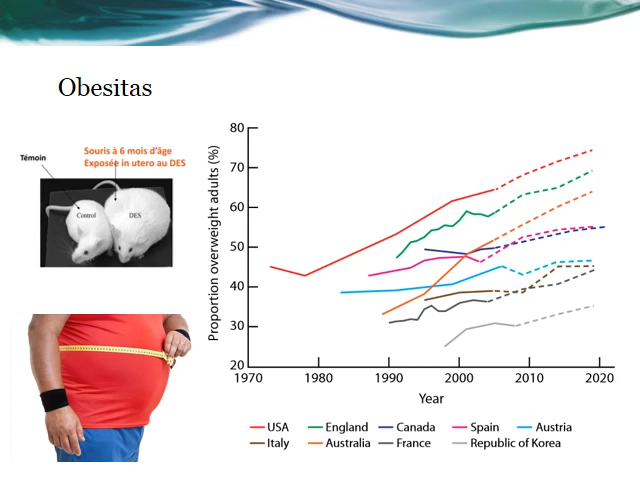 Obesitas
Souris à 6 mois d'âge
Exposée in utero au DES
Témoin
Control
DES
Proportion overweight adults (%)
80
70
60
50
40
30
20
1970
1980
1990
2000
2010
2020
Year
USA
England
Canada
Spain
Austria
Italy
Australia
France
Republic of Korea